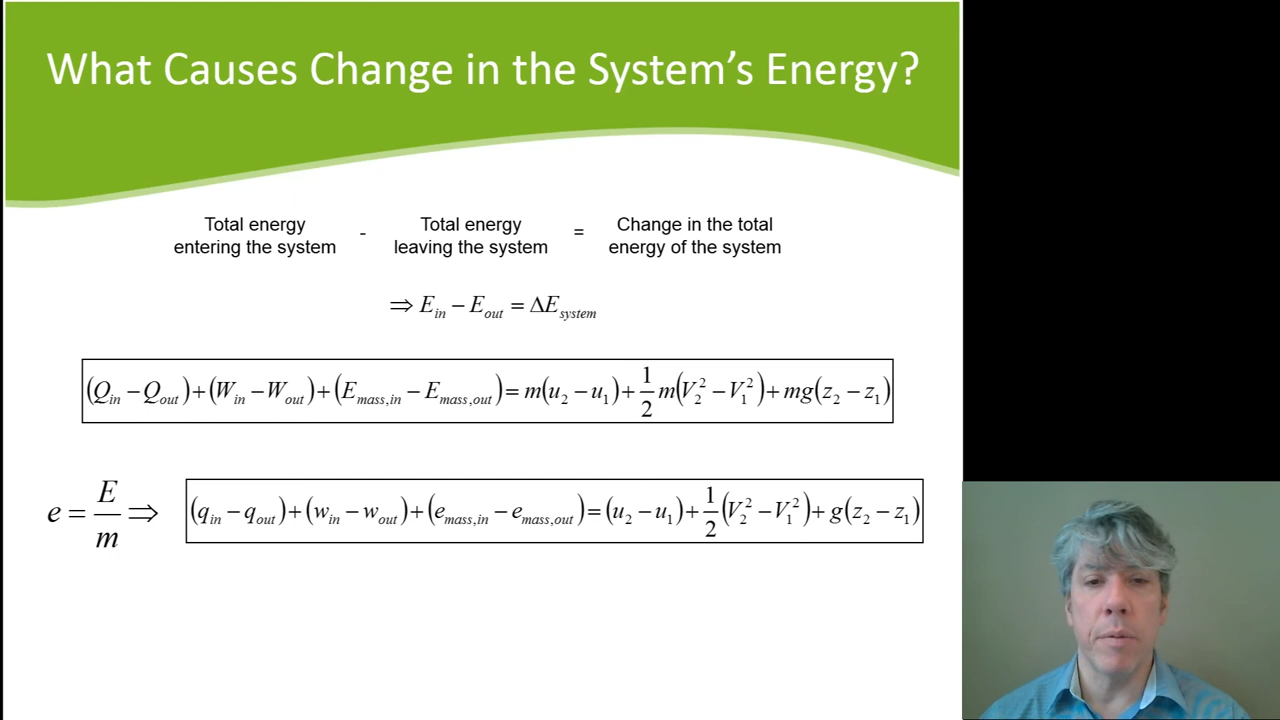 What Causes Change in the System's Energy?
Total energy entering the system - Total energy leaving the system = Change in the total energy of the system
⇒ E_in − E_out = ΔE_system
(Q_in − Q_out) + (W_in − W_out) + (E_mass,in − E_mass,out) = m(u_2 − u_1) + 1/2 m(V_2^2 − V_1^2) + mg(z_2 − z_1)
e = E/m ⇒ (q_in − q_out) + (w_in − w_out) + (e_mass,in − e_mass,out) = (u_2 − u_1) + 1/2 (V_2^2 − V_1^2) + g(z_2 − z_1)